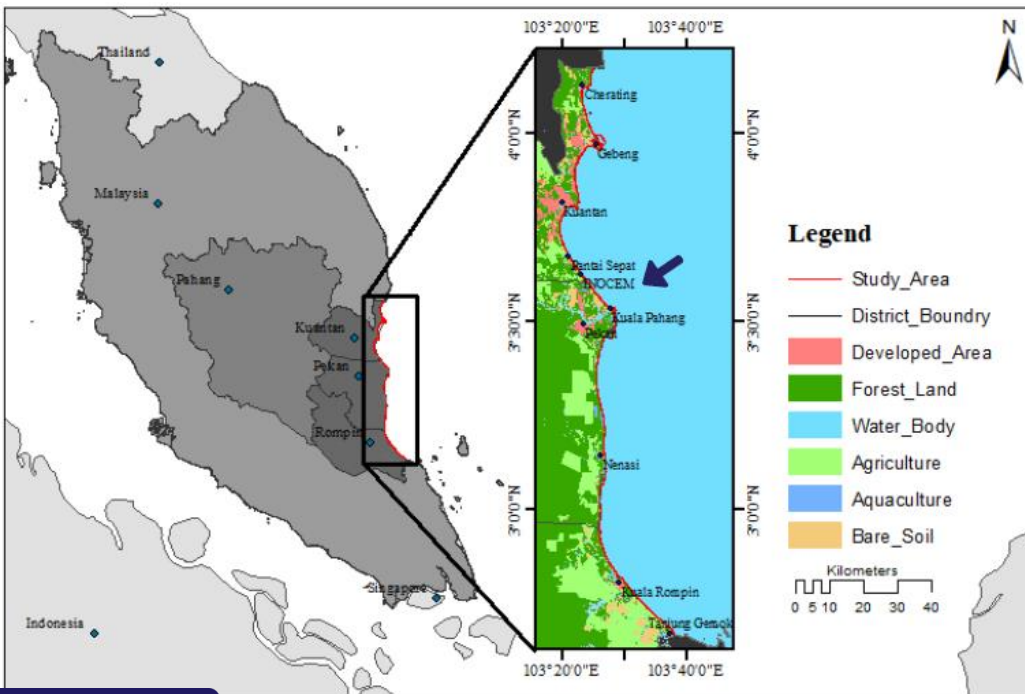 103°20'0"E 103°40'0"E
N
Thailand
Cherating
4°0'0"N
4°0'0"N
Gebeng
Malaysia
Kuantan
Legend
Pahang
Pantai Sepat
INOCEM
Study_Area
Kuala Pahang
District_Boundry
Kuantan
3°30'0"N
3°30'0"N
Pekan
Developed_Area
Pekan
Forest_Land
Water_Body
Rompin
Nenasi
Agriculture
Aquaculture
3°0'0"N
3°0'0"N
Bare_Soil
Kilometers
Singapore
Kuala Rompin
0 5 10 20 30 40
Indonesia
Tanjung Gemok
103°20'0"E 103°40'0"E